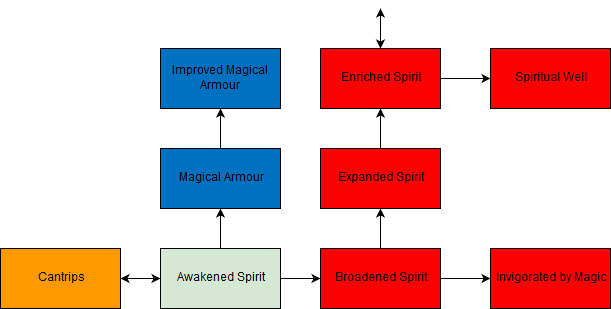 Improved Magical
Armour
Enriched Spirit
Spiritual Well
Magical Armour
Expanded Spirit
Cantrips
Awakened Spirit
Broadened Spirit
Invigorated by Magic